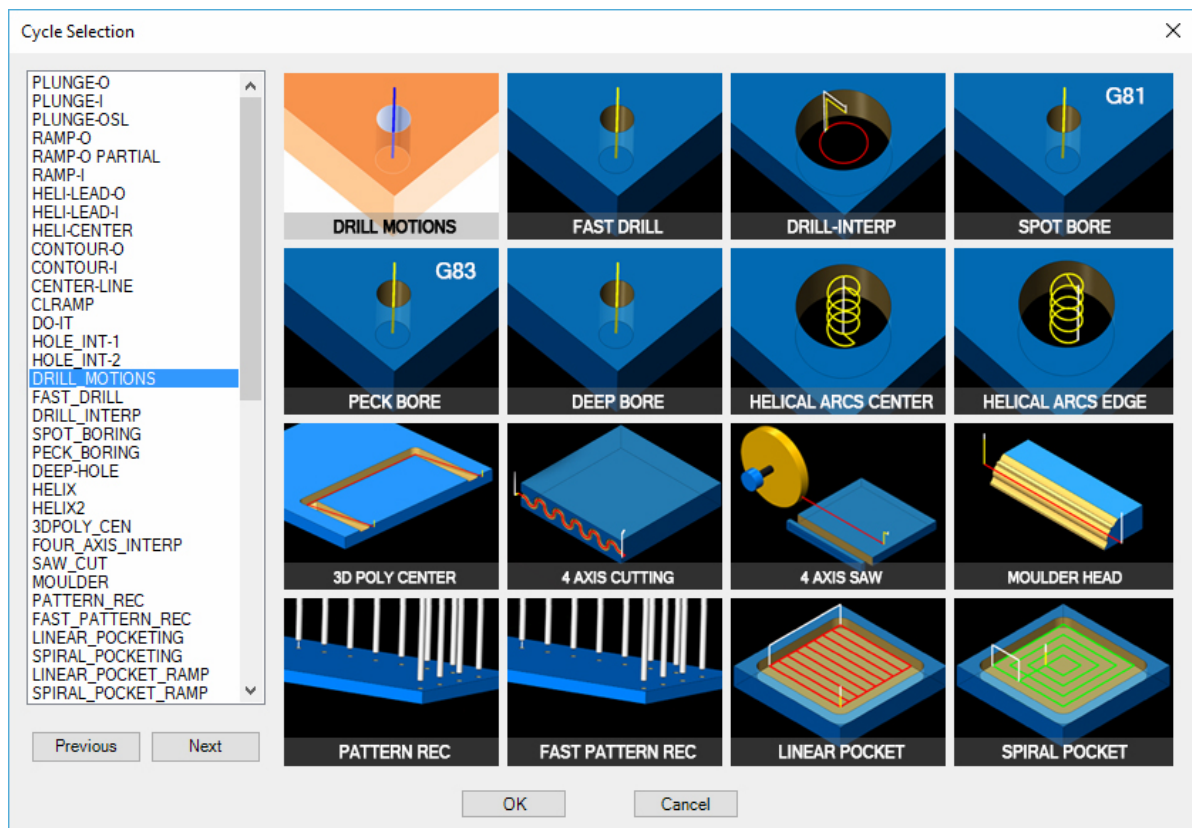 Cycle Selection
PLUNGE-O
PLUNGE-I
PLUNGE-OSL
RAMP-O
RAMP-O PARTIAL
RAMP-I
HELI-LEAD-O
HELI-LEAD-I
HELI-CENTER
CONTOUR-O
CONTOUR-I
CENTER-LINE
CLRAMP
DO-IT
HOLE_INT-1
HOLE_INT-2
DRILL_MOTIONS
FAST_DRILL
DRILL_INTERP
SPOT_BORING
PECK_BORING
DEEP-HOLE
HELIX
HELIX2
3DPOLY_CEN
FOUR_AXIS_INTERP
SAW_CUT
MOULDER
PATTERN_REC
FAST_PATTERN_REC
LINEAR_POCKETING
SPIRAL_POCKETING
LINEAR_POCKET_RAMP
SPIRAL_POCKET_RAMP
Previous Next
G81
DRILL MOTIONS FAST DRILL DRILL-INTERP SPOT BORE
G83
PECK BORE DEEP BORE HELICAL ARCS CENTER HELICAL ARCS EDGE
3D POLY CENTER 4 AXIS CUTTING 4 AXIS SAW MOULDER HEAD
PATTERN REC FAST PATTERN REC LINEAR POCKET SPIRAL POCKET
OK Cancel